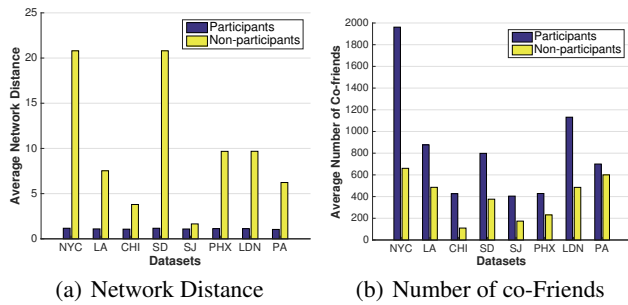 25
20
15
10
5
0
Average Network Distance
Participants
Non-participants
NYC LA CHI SD SJ PHX LDN PA
Datasets
(a) Network Distance
2000
1800
1600
1400
1200
1000
800
600
400
200
0
Average Number of Co-friends
Participants
Non-participants
NYC LA CHI SD SJ PHX LDN PA
Datasets
(b) Number of co-Friends